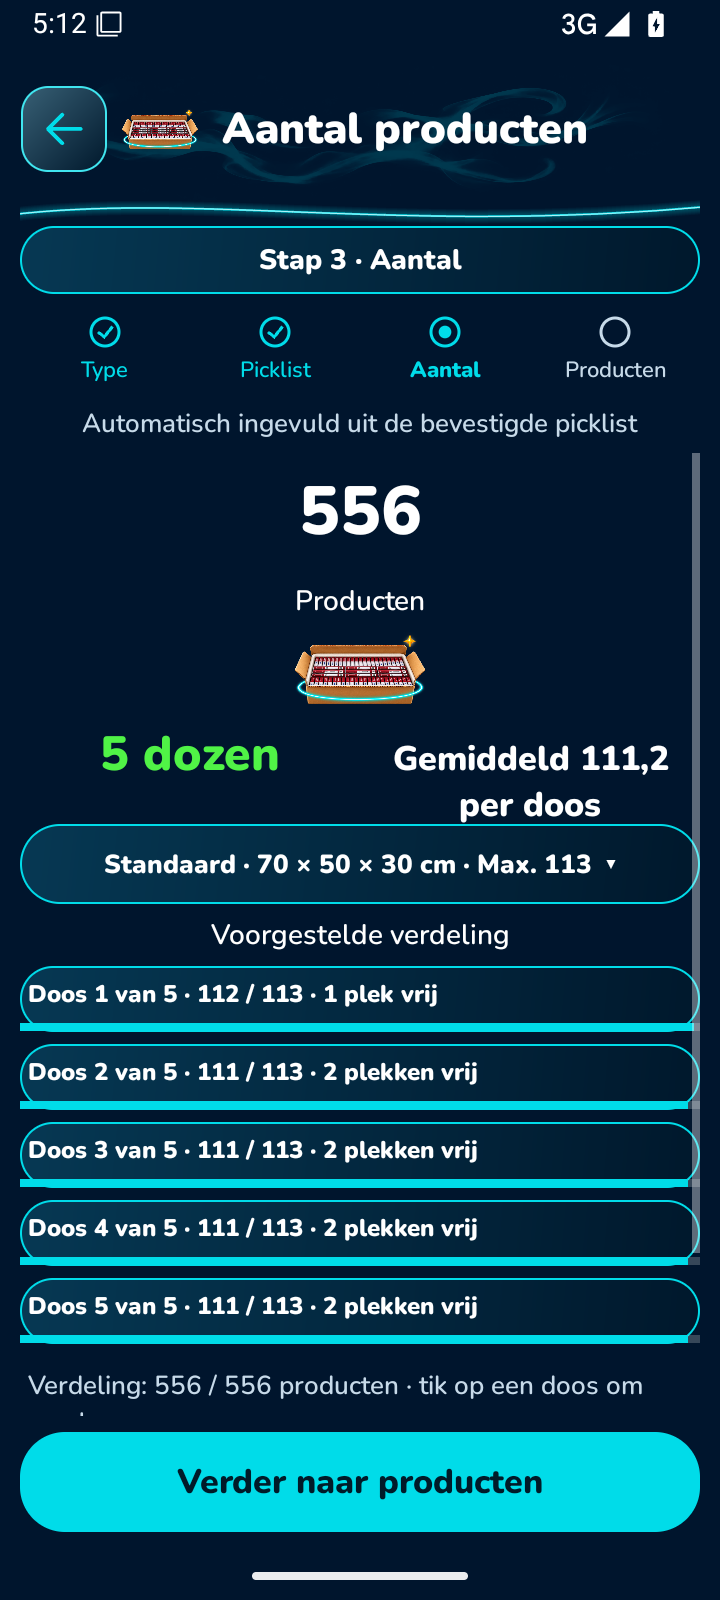 5:12
3G
Aantal producten
Stap 3 · Aantal
Type
Picklist
Aantal
Producten
Automatisch ingevuld uit de bevestigde picklist
556
Producten
5 dozen
Gemiddeld 111,2
per doos
Standaard · 70 × 50 × 30 cm · Max. 113 ▼
Voorgestelde verdeling
Doos 1 van 5 · 112 / 113 · 1 plek vrij
Doos 2 van 5 · 111 / 113 · 2 plekken vrij
Doos 3 van 5 · 111 / 113 · 2 plekken vrij
Doos 4 van 5 · 111 / 113 · 2 plekken vrij
Doos 5 van 5 · 111 / 113 · 2 plekken vrij
Verdeling: 556 / 556 producten · tik op een doos om
Verder naar producten